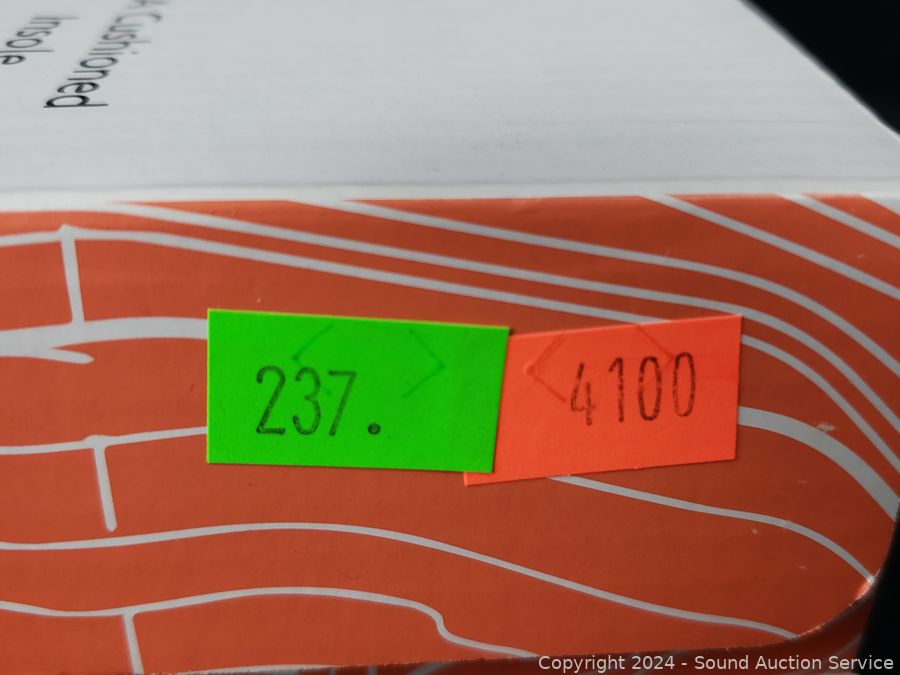 Cushioned
Insole
237.
4100
Copyright 2024 - Sound Auction Service